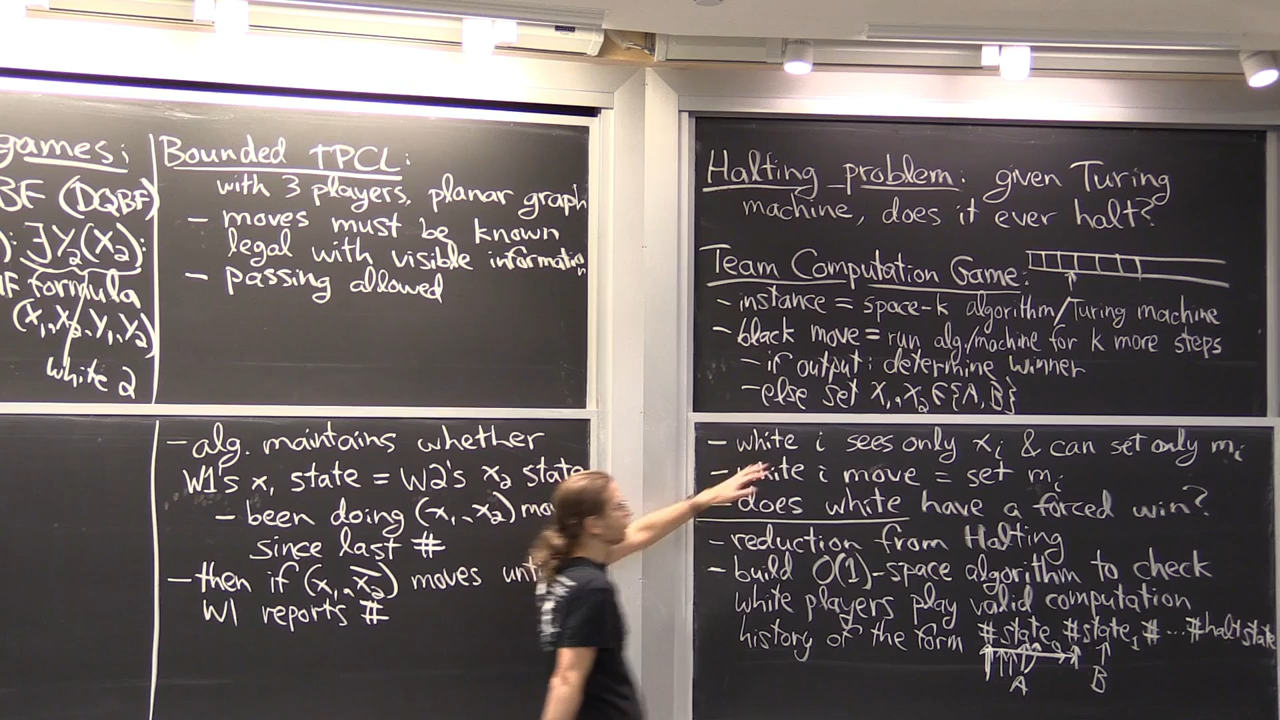 games:
BF (DQBF)
): ∃Y₂(X₂):
formula
(X₁,X₂,Y₁,Y₂)
white 2
Bounded TPCL:
with 3 players, planar graph
- moves must be known
legal with visible information
- passing allowed
- alg. maintains whether
W1's x, state = W2's x₂ state
- been doing (x₁,x₂)
since last #
- then if (x₁,x̄₂) moves
W1 reports #
Halting problem: given Turing
machine, does it ever halt?
Team Computation Game:
- instance = space-k algorithm/Turing machine
- black move = run alg./machine for k more steps
- if output: determine winner
- else set x₁,x₂∈{A,B}
- white i sees only xᵢ & can set only mᵢ
- white i move = set mᵢ
- does white have a forced win?
- reduction from Halting
- build O(1)-space algorithm to check
white players play valid computation
history of the form #state₀#state₁#...#halt state
A B